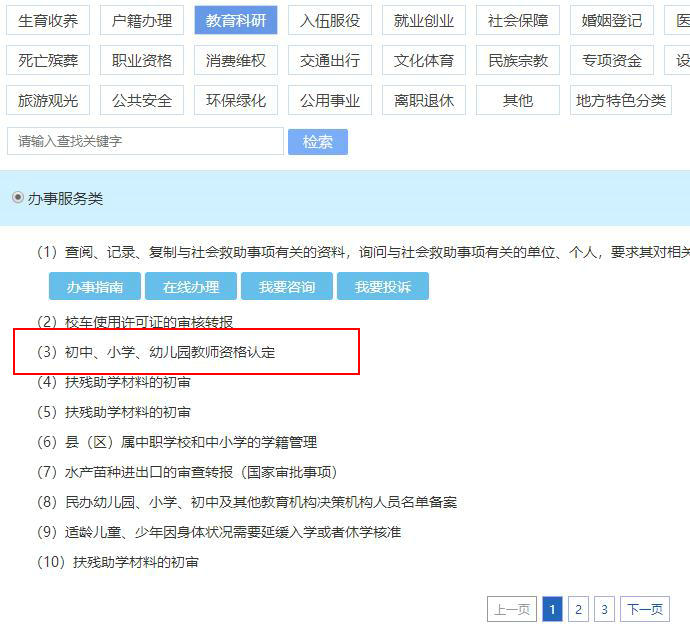 生育收养 户籍办理 教育科研 入伍服役 就业创业 社会保障 婚姻登记 医
死亡殡葬 职业资格 消费维权 交通出行 文化体育 民族宗教 专项资金 设
旅游观光 公共安全 环保绿化 公用事业 离职退休 其他 地方特色分类
请输入查找关键字 检索
办事服务类
（1）查阅、记录、复制与社会救助事项有关的资料，询问与社会救助事项有关的单位、个人，要求其对相关
办事指南 在线办理 我要咨询 我要投诉
（2）校车使用许可证的审核转报
（3）初中、小学、幼儿园教师资格认定
（4）扶残助学材料的初审
（5）扶残助学材料的初审
（6）县（区）属中职学校和中小学的学籍管理
（7）水产苗种进出口的审查转报（国家审批事项）
（8）民办幼儿园、小学、初中及其他教育机构决策机构人员名单备案
（9）适龄儿童、少年因身体状况需要延缓入学或者休学核准
（10）扶残助学材料的初审
上一页 1 2 3 下一页